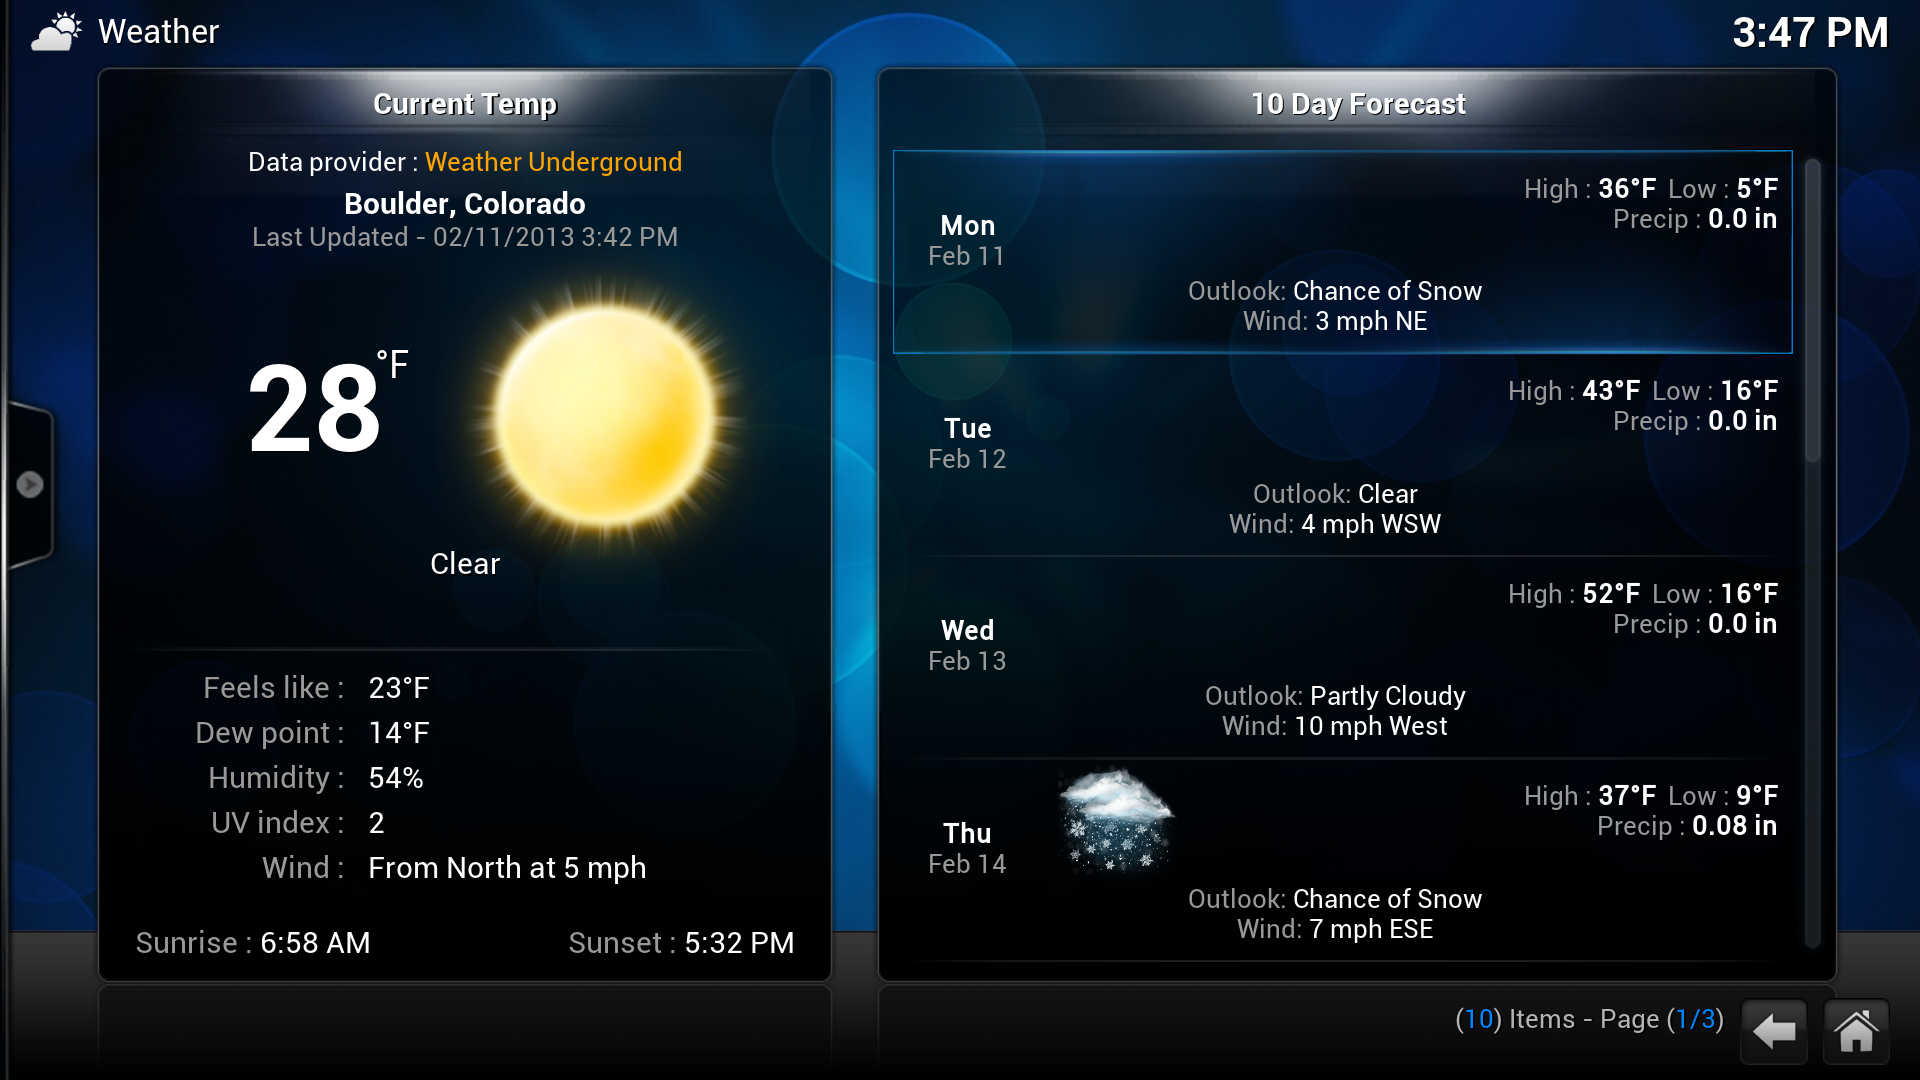 Weather
3:47 PM
Current Temp
Data provider : Weather Underground
Boulder, Colorado
Last Updated - 02/11/2013 3:42 PM
28 °F
Clear
Feels like : 23°F
Dew point : 14°F
Humidity : 54%
UV index : 2
Wind : From North at 5 mph
Sunrise : 6:58 AM Sunset : 5:32 PM
10 Day Forecast
High : 36°F Low : 5°F
Precip : 0.0 in
Mon
Feb 11
Outlook: Chance of Snow
Wind: 3 mph NE
High : 43°F Low : 16°F
Precip : 0.0 in
Tue
Feb 12
Outlook: Clear
Wind: 4 mph WSW
High : 52°F Low : 16°F
Precip : 0.0 in
Wed
Feb 13
Outlook: Partly Cloudy
Wind: 10 mph West
High : 37°F Low : 9°F
Precip : 0.08 in
Thu
Feb 14
Outlook: Chance of Snow
Wind: 7 mph ESE
(10) Items - Page (1/3)